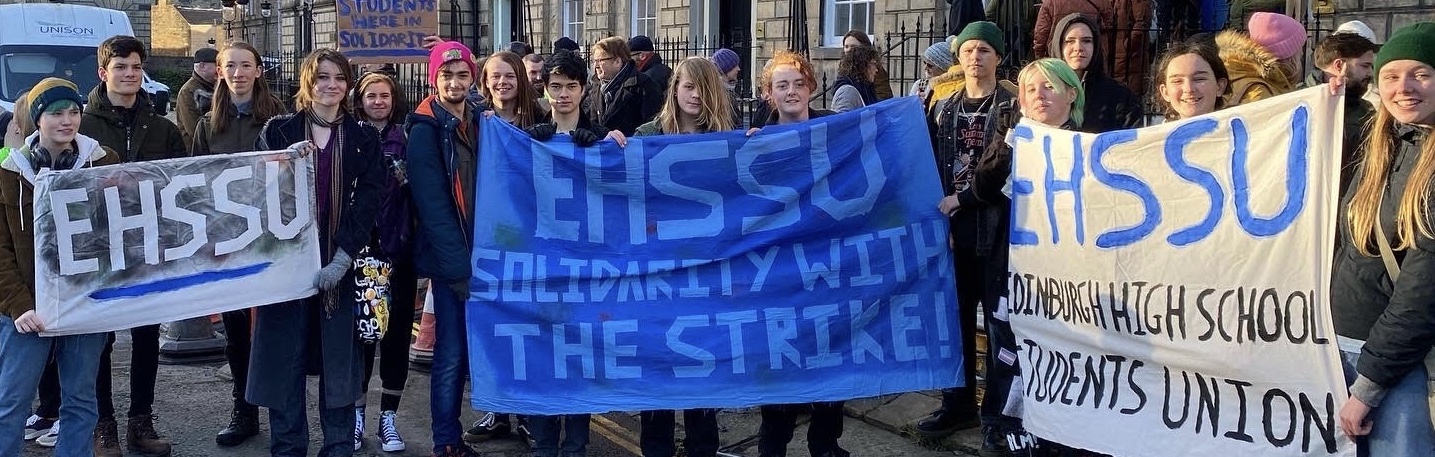 UNISON
STUDENTS
HERE IN
SOLIDARITY
EHSSU
EHSSU
SOLIDARITY WITH
THE STRIKE!
EHSSU
EDINBURGH HIGH SCHOOL
STUDENTS UNION